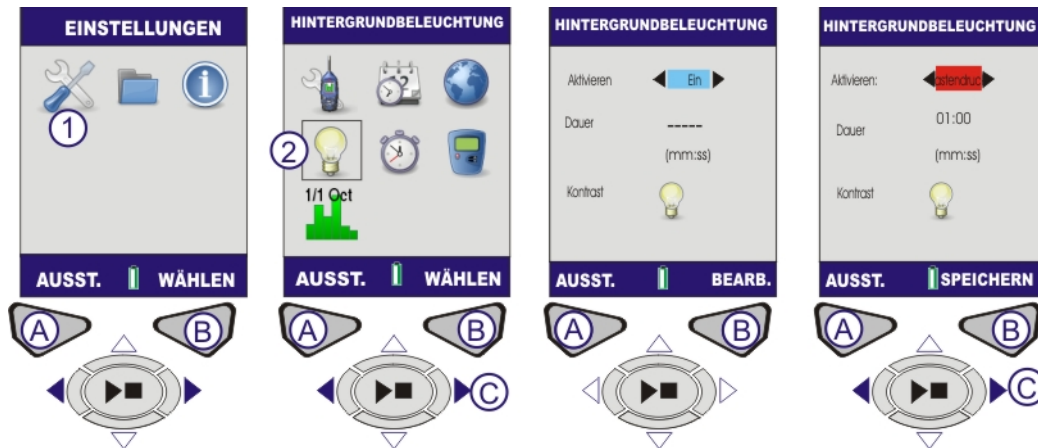 EINSTELLUNGEN
1
AUSST. WÄHLEN
A B
HINTERGRUNDBELEUCHTUNG
2
1/1 Oct
AUSST. WÄHLEN
A B
C
HINTERGRUNDBELEUCHTUNG
Aktivieren Ein
Dauer -----
(mm:ss)
Kontrast
AUSST. BEARB.
A B
HINTERGRUNDBELEUCHTUNG
Aktivieren: astendruc
Dauer 01:00
(mm:ss)
Kontrast
AUSST. SPEICHERN
A B
C